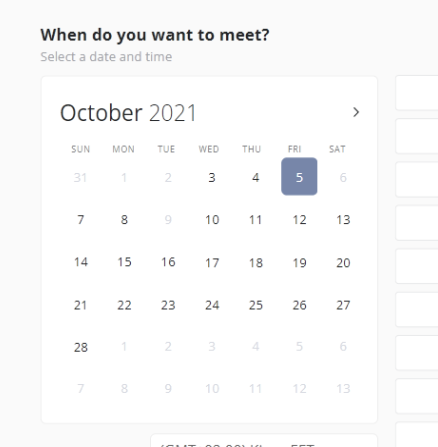 When do you want to meet?
Select a date and time
October 2021
SUN MON TUE WED THU FRI SAT
31 1 2 3 4 5 6
7 8 9 10 11 12 13
14 15 16 17 18 19 20
21 22 23 24 25 26 27
28 1 2 3 4 5 6
7 8 9 10 11 12 13